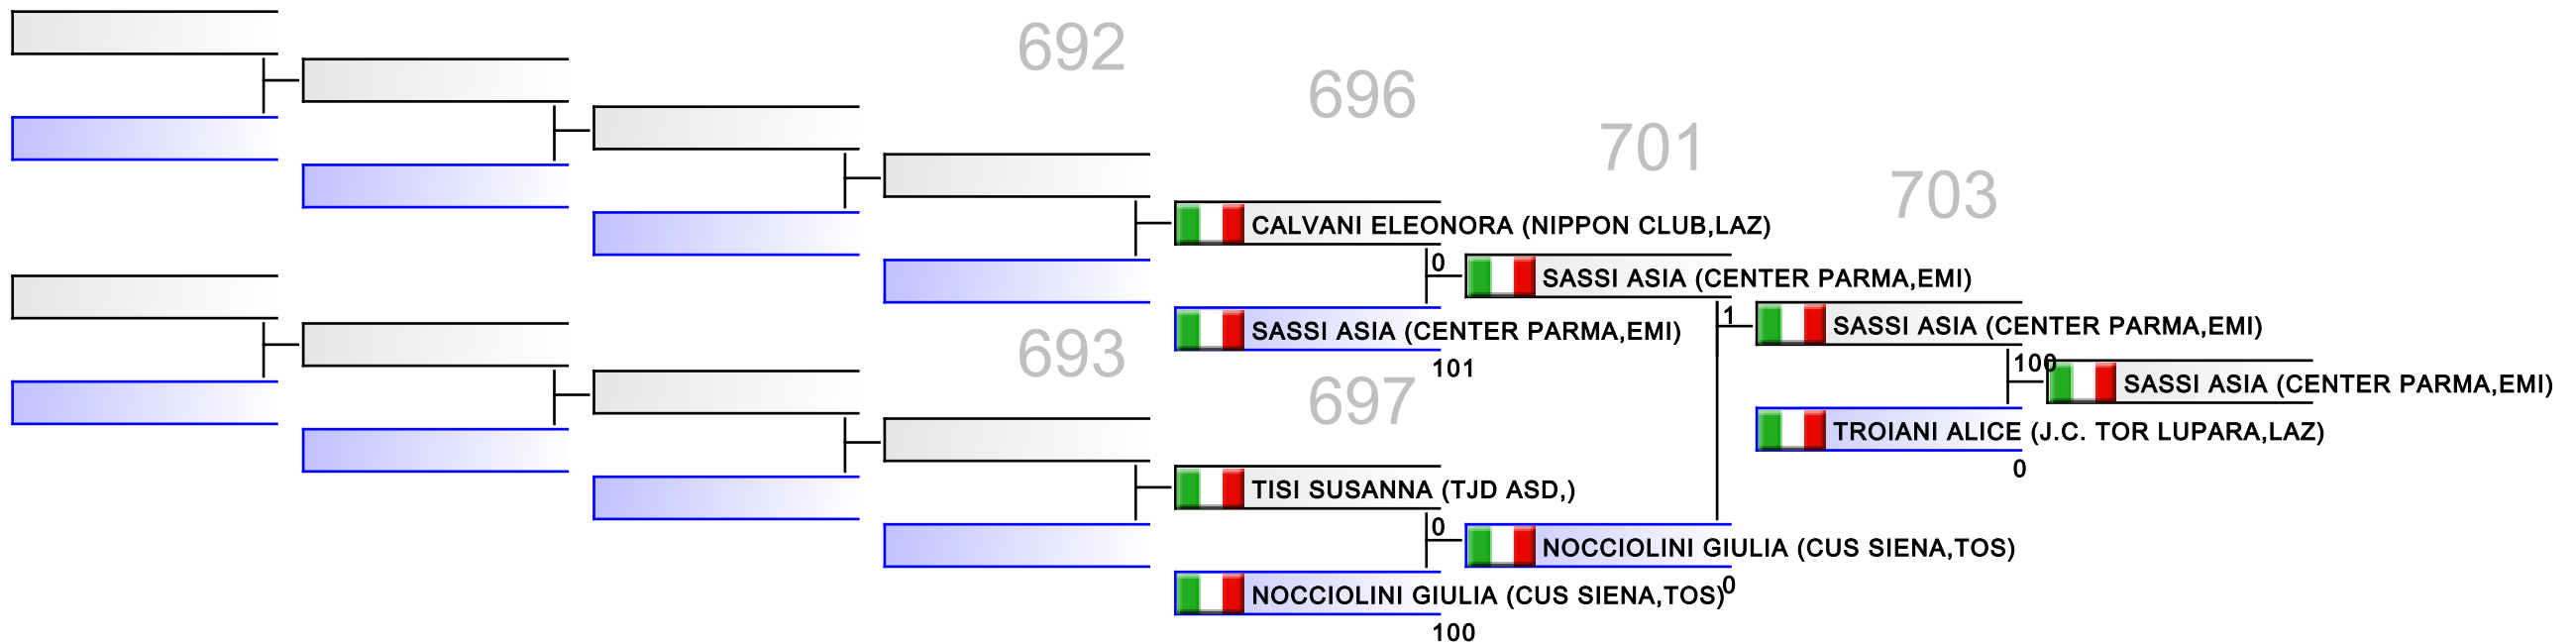 692
696
701
703
CALVANI ELEONORA (NIPPON CLUB,LAZ)
0
SASSI ASIA (CENTER PARMA,EMI)
SASSI ASIA (CENTER PARMA,EMI)
101
1
SASSI ASIA (CENTER PARMA,EMI)
100
SASSI ASIA (CENTER PARMA,EMI)
TROIANI ALICE (J.C. TOR LUPARA,LAZ)
0
693
697
TISI SUSANNA (TJD ASD,)
0
NOCCIOLINI GIULIA (CUS SIENA,TOS)
0
NOCCIOLINI GIULIA (CUS SIENA,TOS)
100